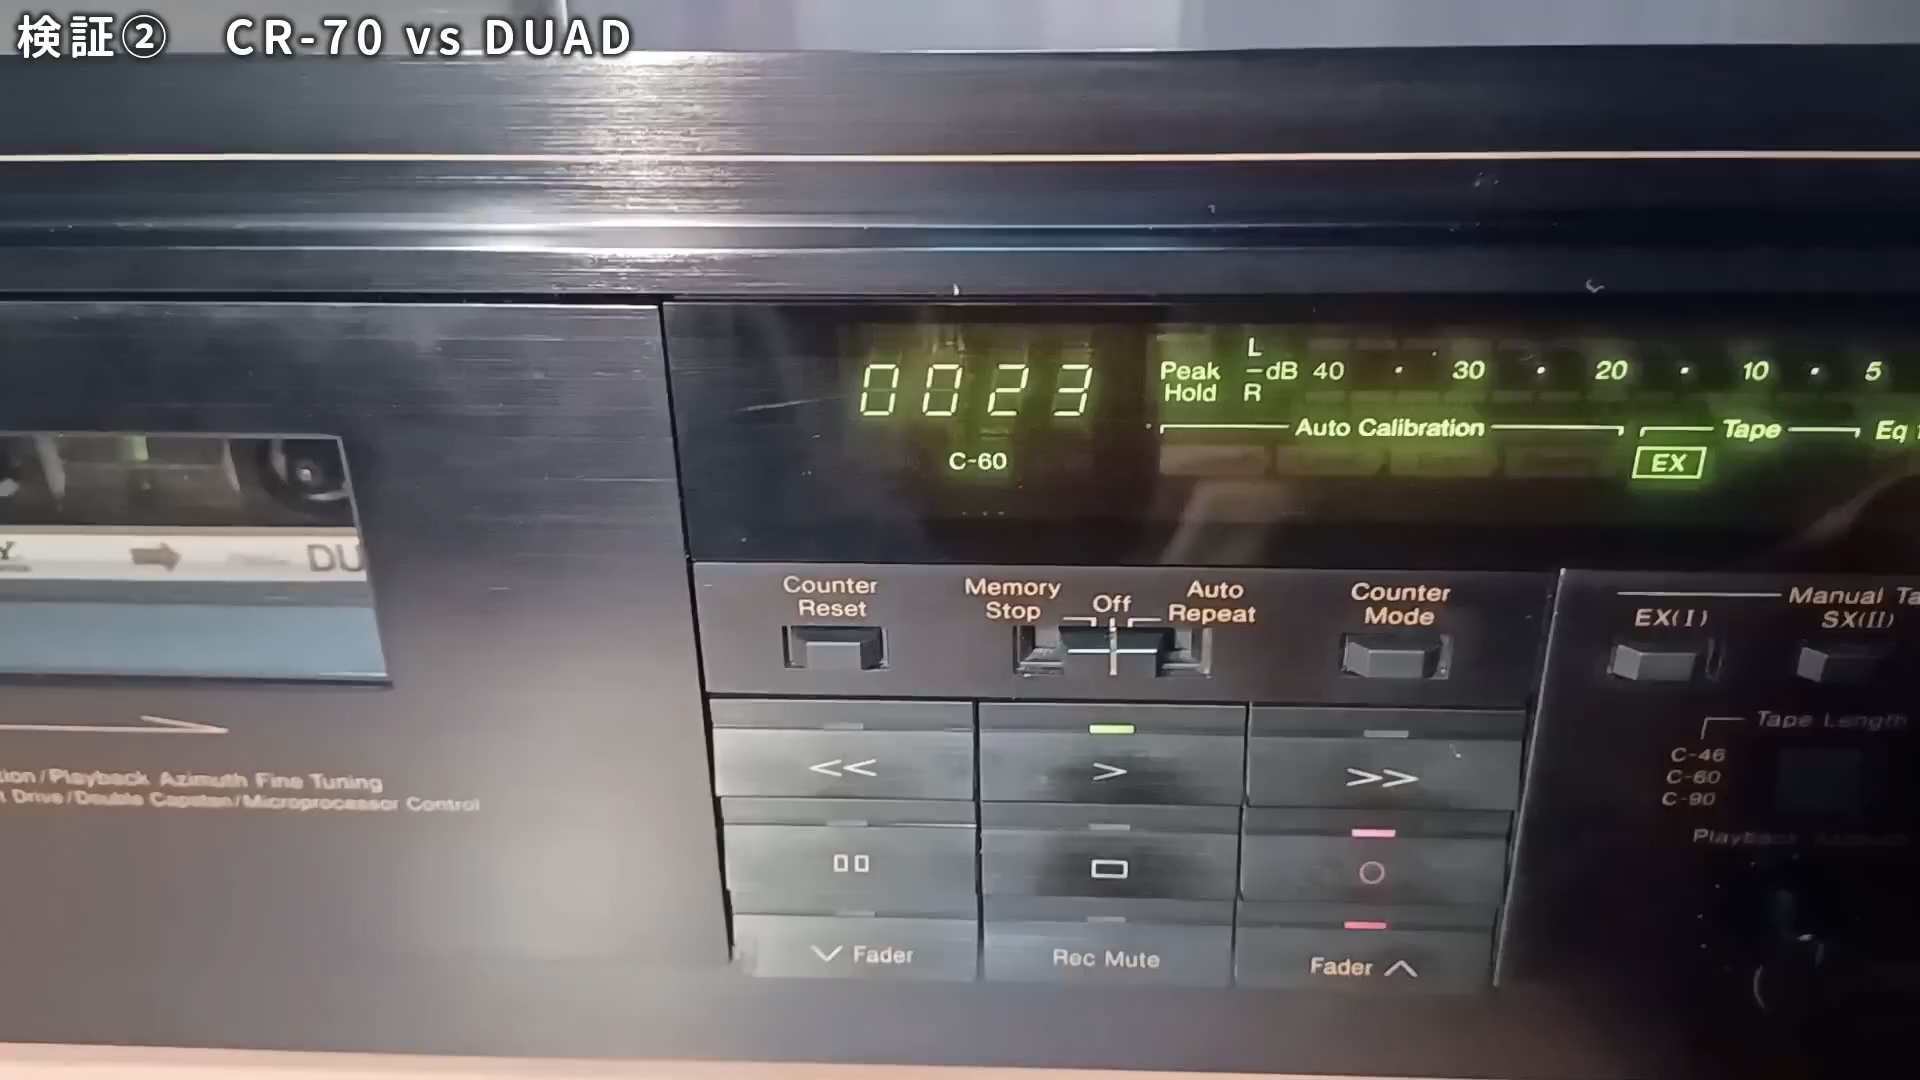 検証② CR-70 vs DUAD
0023
C-60
Peak Hold
L
-dB 40 · 30 · 20 · 10 · 5
R
Auto Calibration
Tape
Eq
EX
DU
Counter Reset
Memory Stop
Off
Auto Repeat
Counter Mode
Manual Ta
EX(I)
SX(II)
<<
>
>>
Tape Length
C-46
C-60
C-90
Playback
tion/Playback Azimuth Fine Tuning
t Drive/Double Capstan/Microprocessor Control
Fader
Rec Mute
Fader